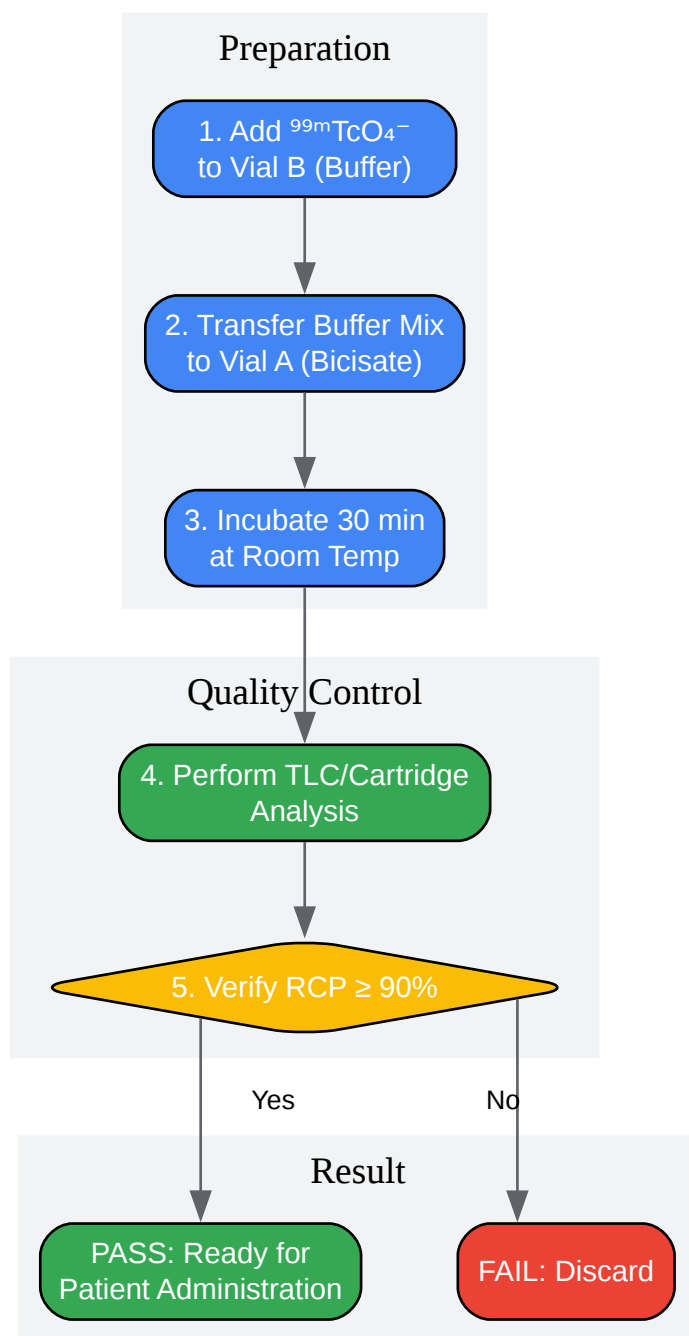 Preparation
1. Add ⁹⁹ᵐTcO₄⁻
to Vial B (Buffer)
2. Transfer Buffer Mix
to Vial A (Bicisate)
3. Incubate 30 min
at Room Temp
Quality Control
4. Perform TLC/Cartridge
Analysis
5. Verify RCP ≥ 90%
Yes
No
Result
PASS: Ready for
Patient Administration
FAIL: Discard